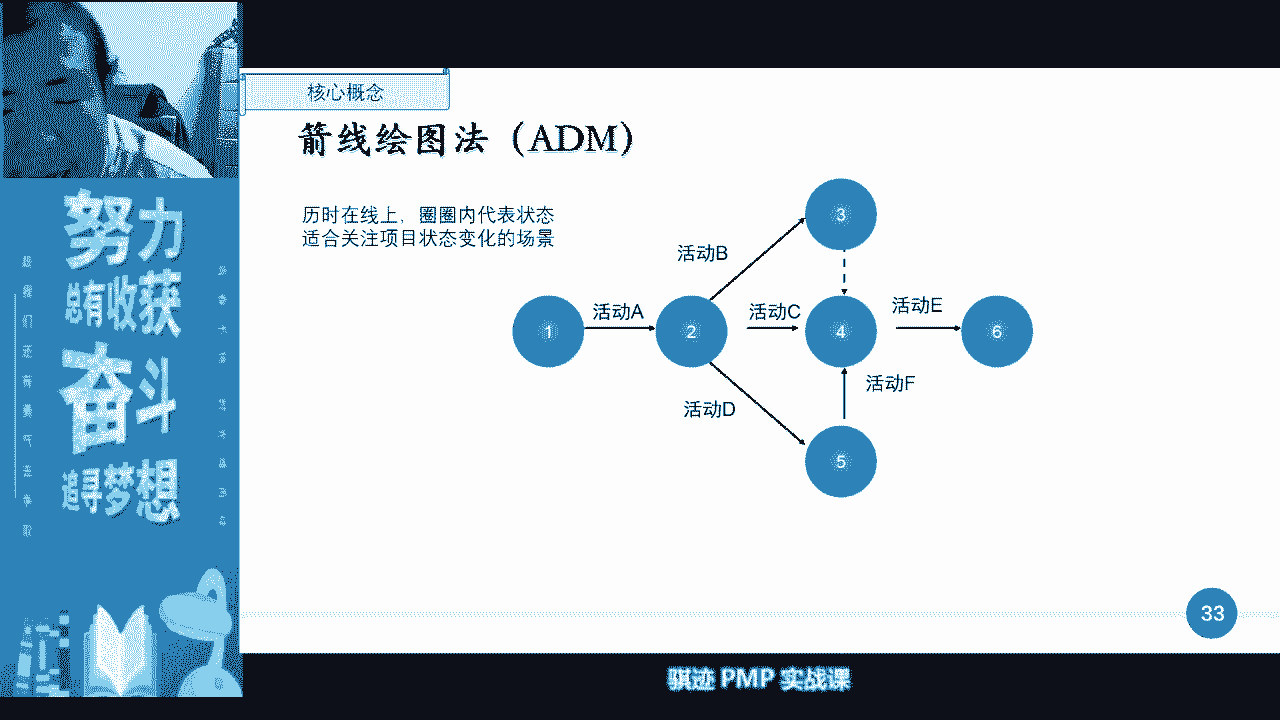 核心概念
箭线绘图法（ADM）
历时在线上，圈圈内代表状态
适合关注项目状态变化的场景
3
活动B
活动A
活动C
活动E
1
2
4
6
活动F
活动D
5
努力
总有收获
奋斗
追寻梦想
33
骐迹 PMP 实战课